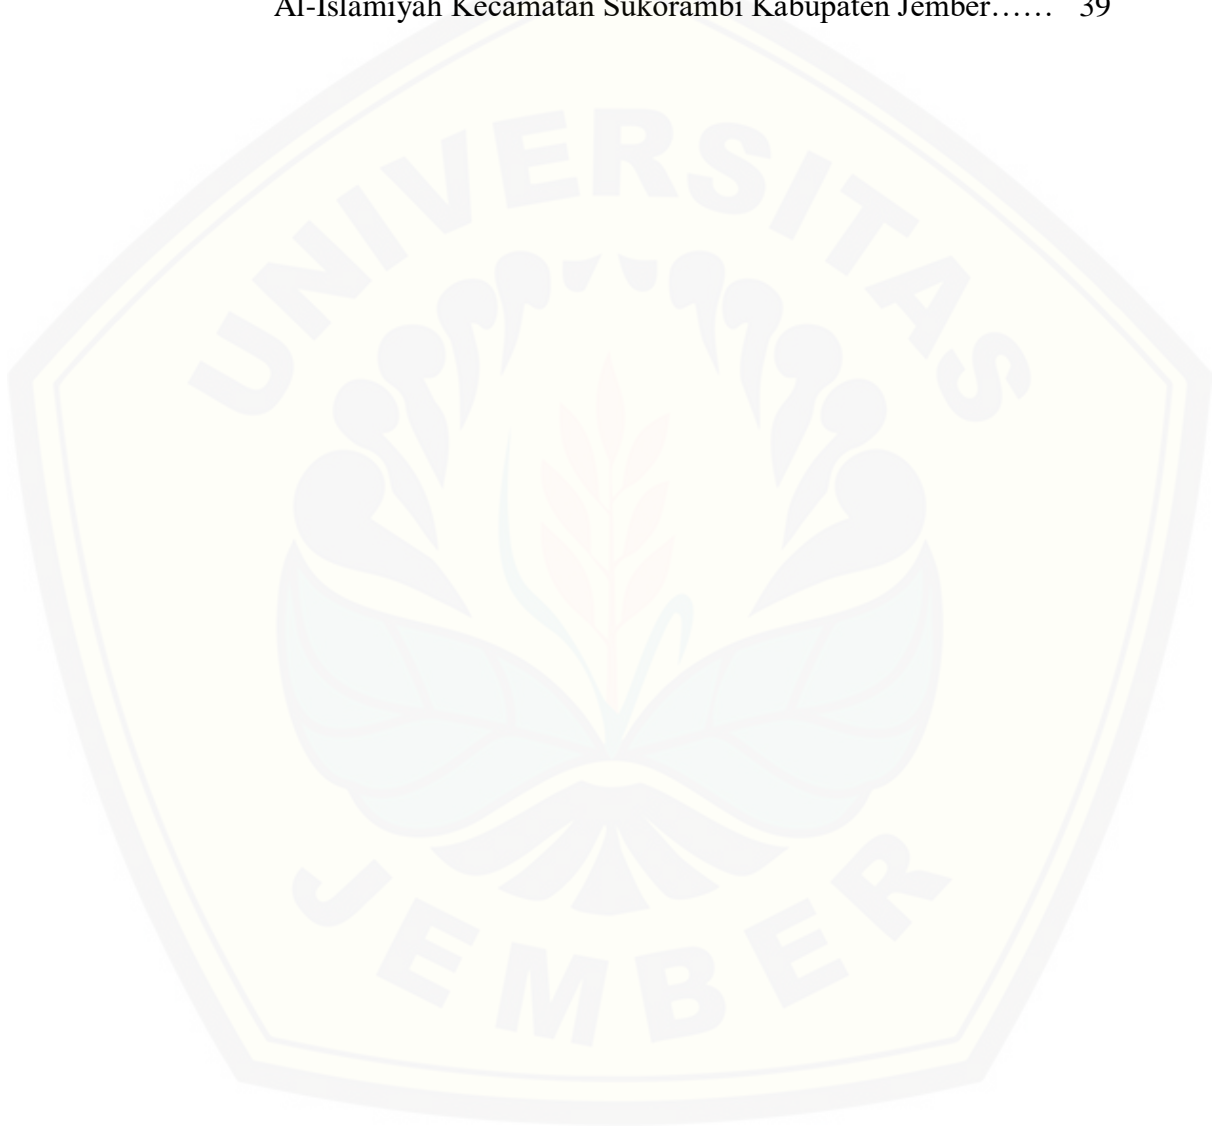 Al-Islamiyah Kecamatan Sukorambi Kabupaten Jember…… 39
UNIVERSITAS
JEMBER